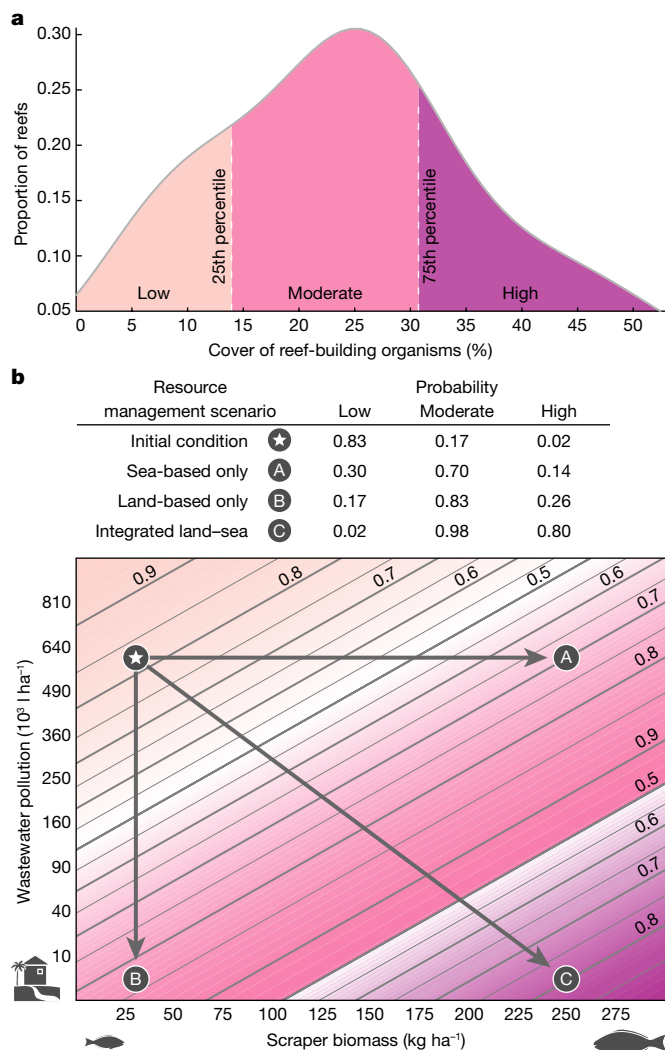 a
Proportion of reefs
0.30
0.25
0.20
0.15
0.10
0.05
25th percentile
75th percentile
Low Moderate High
0 5 10 15 20 25 30 35 40 45 50
Cover of reef-building organisms (%)
b
Resource Probability
management scenario Low Moderate High
Initial condition 0.83 0.17 0.02
Sea-based only A 0.30 0.70 0.14
Land-based only B 0.17 0.83 0.26
Integrated land–sea C 0.02 0.98 0.80
Wastewater pollution (10³ l ha⁻¹)
810
640
490
360
250
160
90
40
10
0.9 0.8 0.7 0.6 0.5 0.6
0.7
0.8
0.9
0.5
0.6
0.7
0.8
A
B
C
25 50 75 100 125 150 175 200 225 250 275
Scraper biomass (kg ha⁻¹)